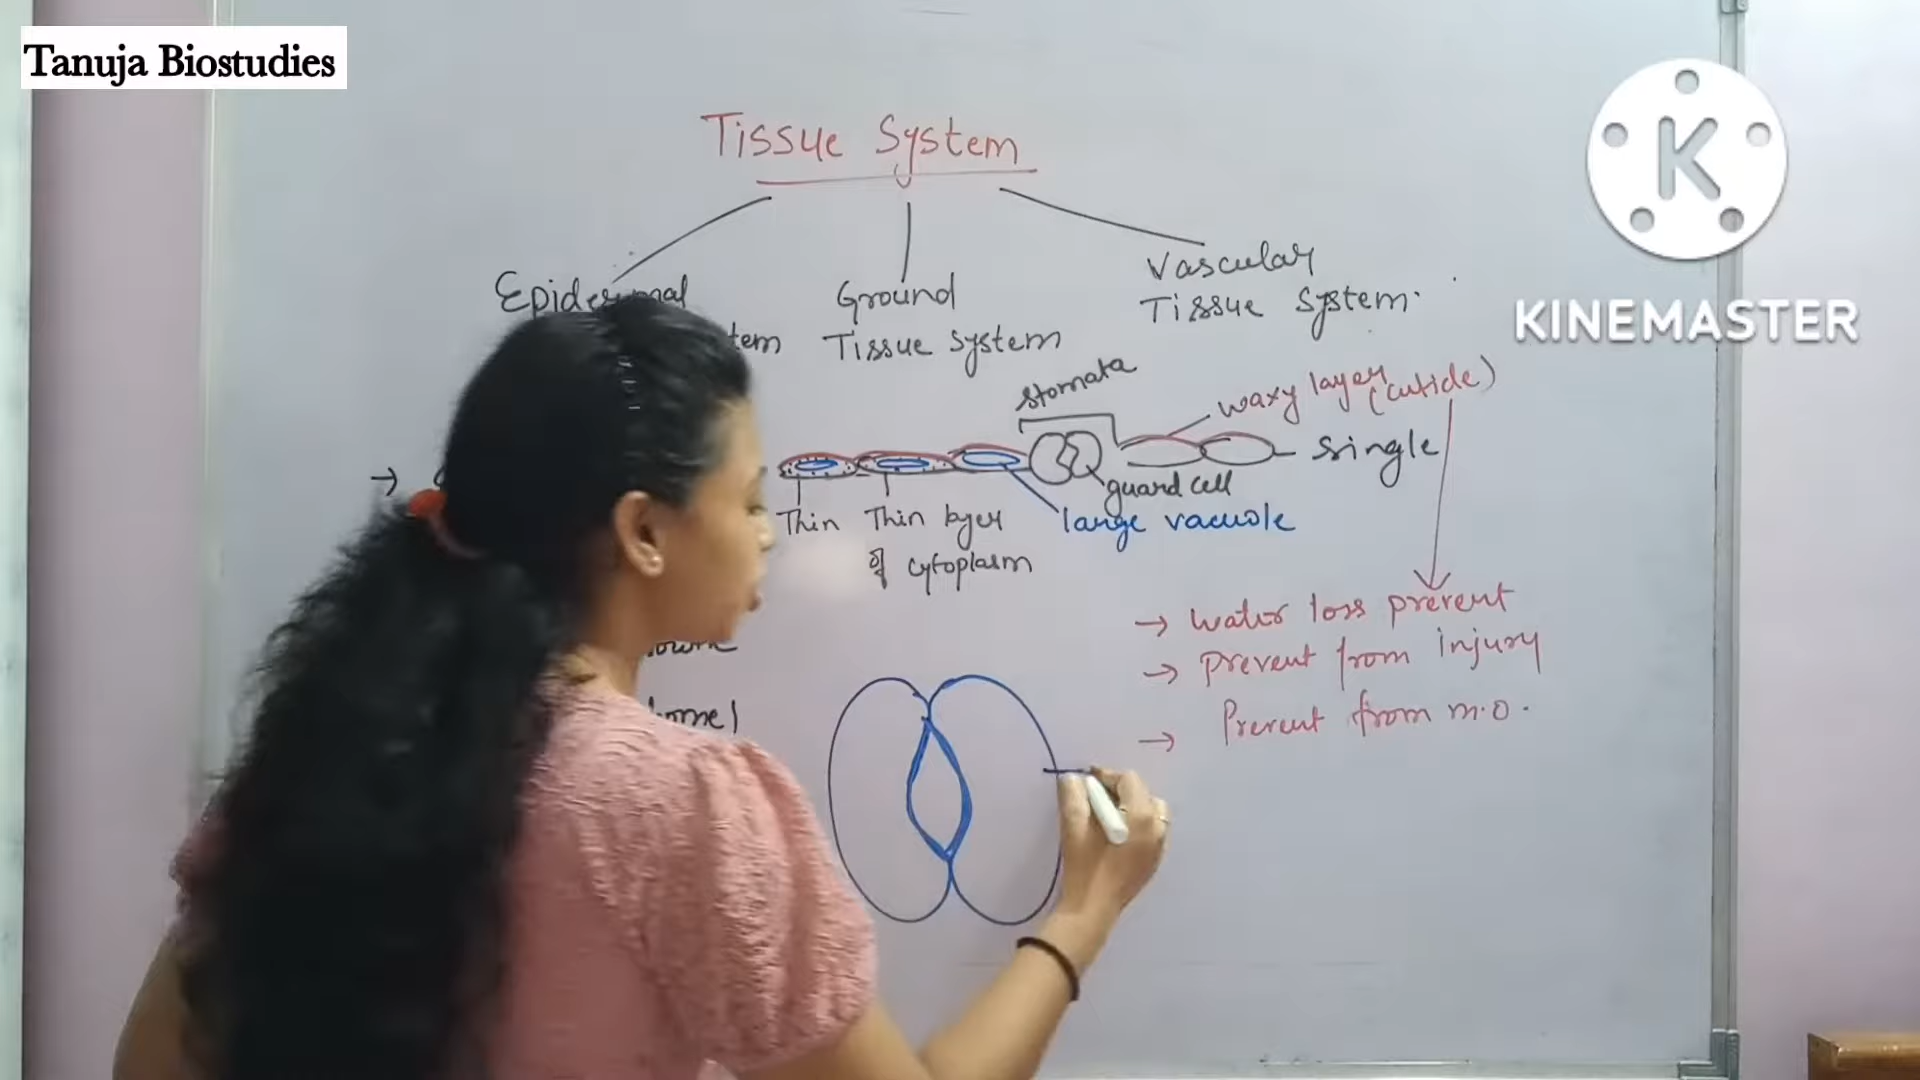 Tanuja Biostudies
Tissue System
Vascular
Tissue System.
Ground
Tissue System
tem
stomata
waxy layer
(cuticle)
single
guard cell
large vacuole
Thin
Thin layer
of cytoplasm
→ water loss prevent
→ prevent from injury
→ Prevent from m.o.
K
KINEMASTER